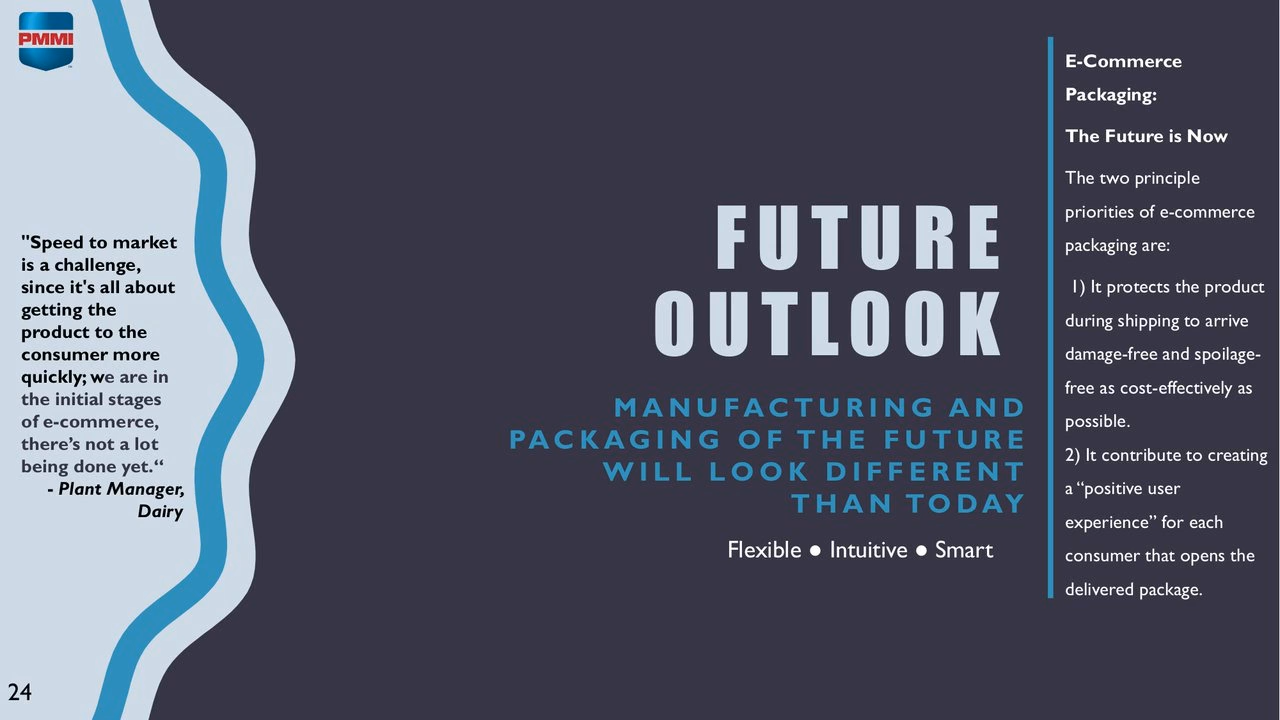 PMMI
"Speed to market
is a challenge,
since it's all about
getting the
product to the
consumer more
quickly; we are in
the initial stages
of e-commerce,
there’s not a lot
being done yet.“
- Plant Manager,
Dairy
24
FUTURE
OUTLOOK
MANUFACTURING AND
PACKAGING OF THE FUTURE
WILL LOOK DIFFERENT
THAN TODAY
Flexible ● Intuitive ● Smart
E-Commerce
Packaging:
The Future is Now
The two principle
priorities of e-commerce
packaging are:
1) It protects the product
during shipping to arrive
damage-free and spoilage-
free as cost-effectively as
possible.
2) It contribute to creating
a “positive user
experience” for each
consumer that opens the
delivered package.